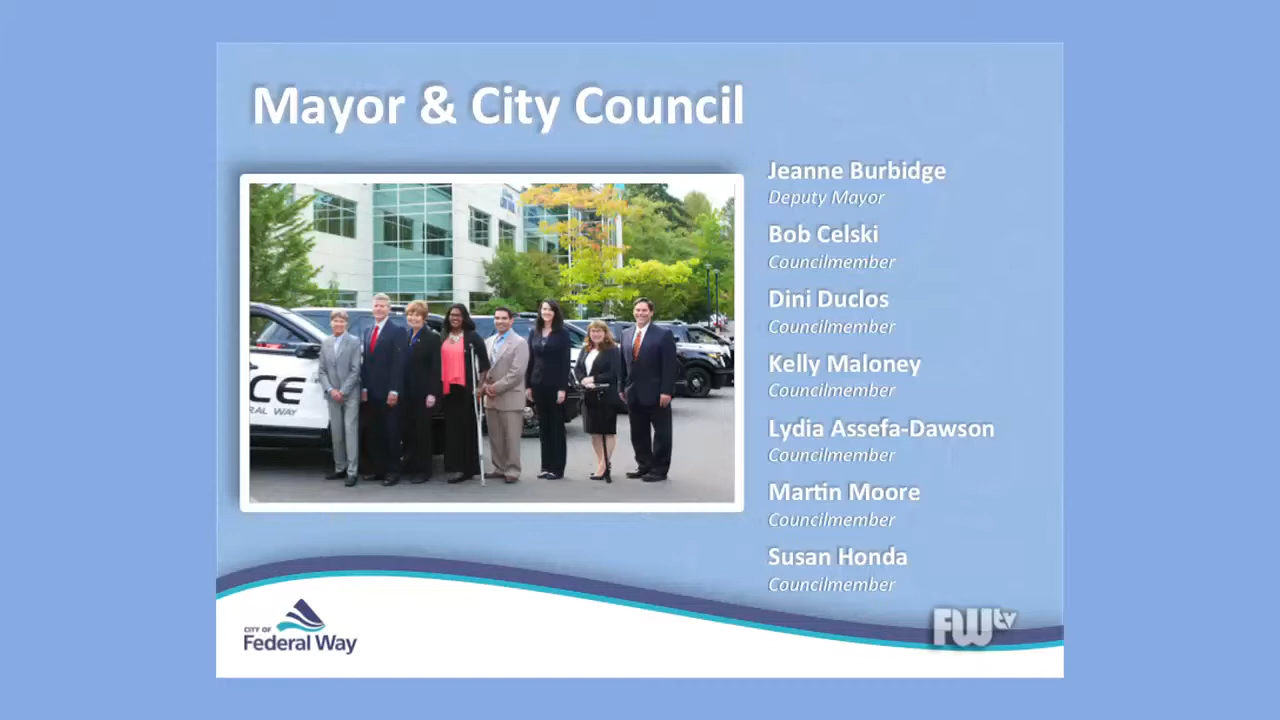 Mayor & City Council
Jeanne Burbidge
Deputy Mayor
Bob Celski
Councilmember
Dini Duclos
Councilmember
Kelly Maloney
Councilmember
Lydia Assefa-Dawson
Councilmember
Martin Moore
Councilmember
Susan Honda
Councilmember
ICE
RAL WAY
CITY OF
Federal Way
FWtv